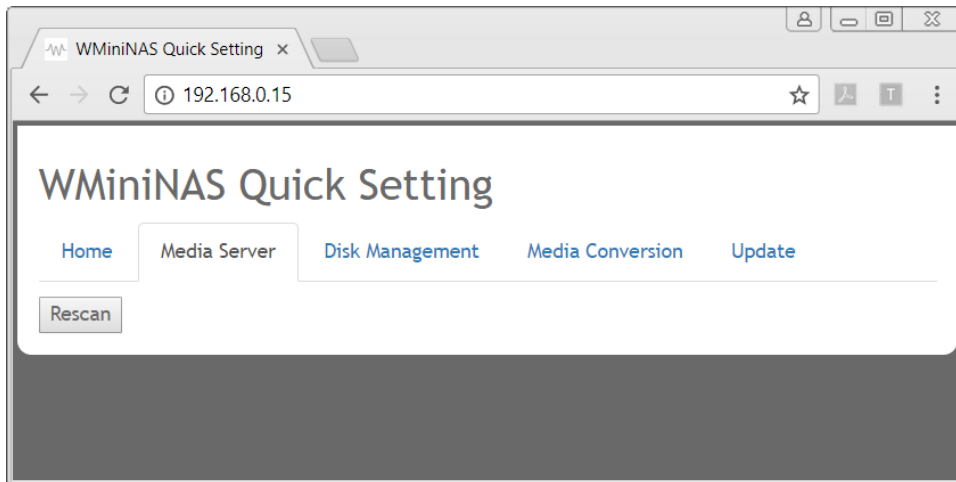 WMiniNAS Quick Setting
192.168.0.15
T
WMiniNAS Quick Setting
Home Media Server Disk Management Media Conversion Update
Rescan